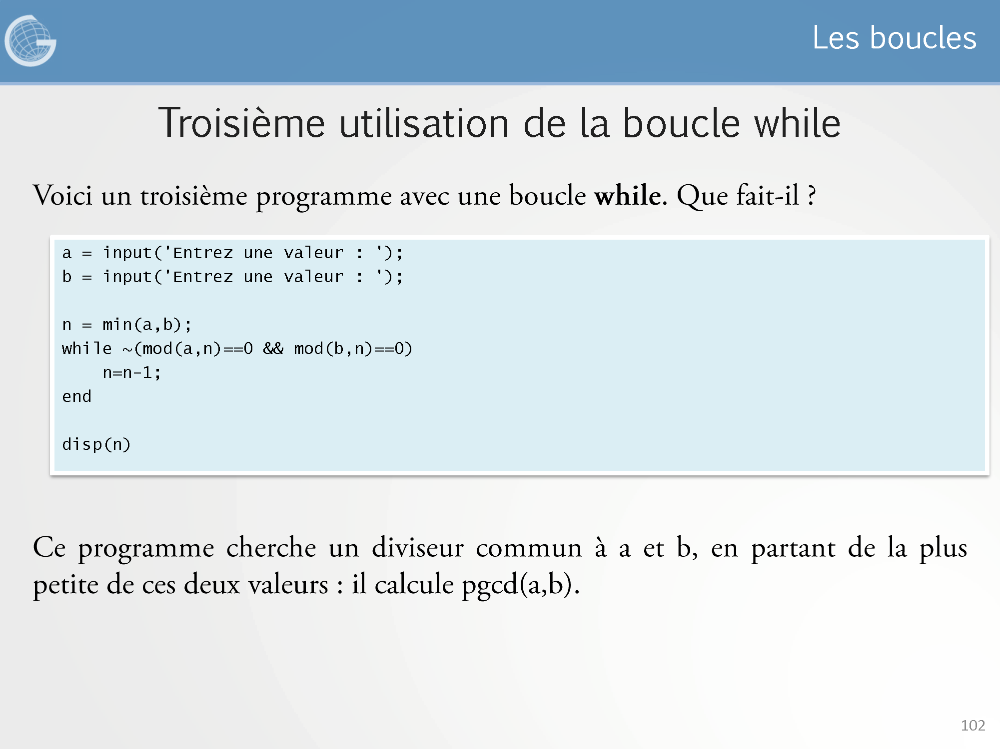 Les boucles
Troisième utilisation de la boucle while
Voici un troisième programme avec une boucle while. Que fait-il ?
a = input('Entrez une valeur : ');
b = input('Entrez une valeur : ');
n = min(a,b);
while ~(mod(a,n)==0 && mod(b,n)==0)
    n=n-1;
end
disp(n)
Ce programme cherche un diviseur commun à a et b, en partant de la plus
petite de ces deux valeurs : il calcule pgcd(a,b).
102